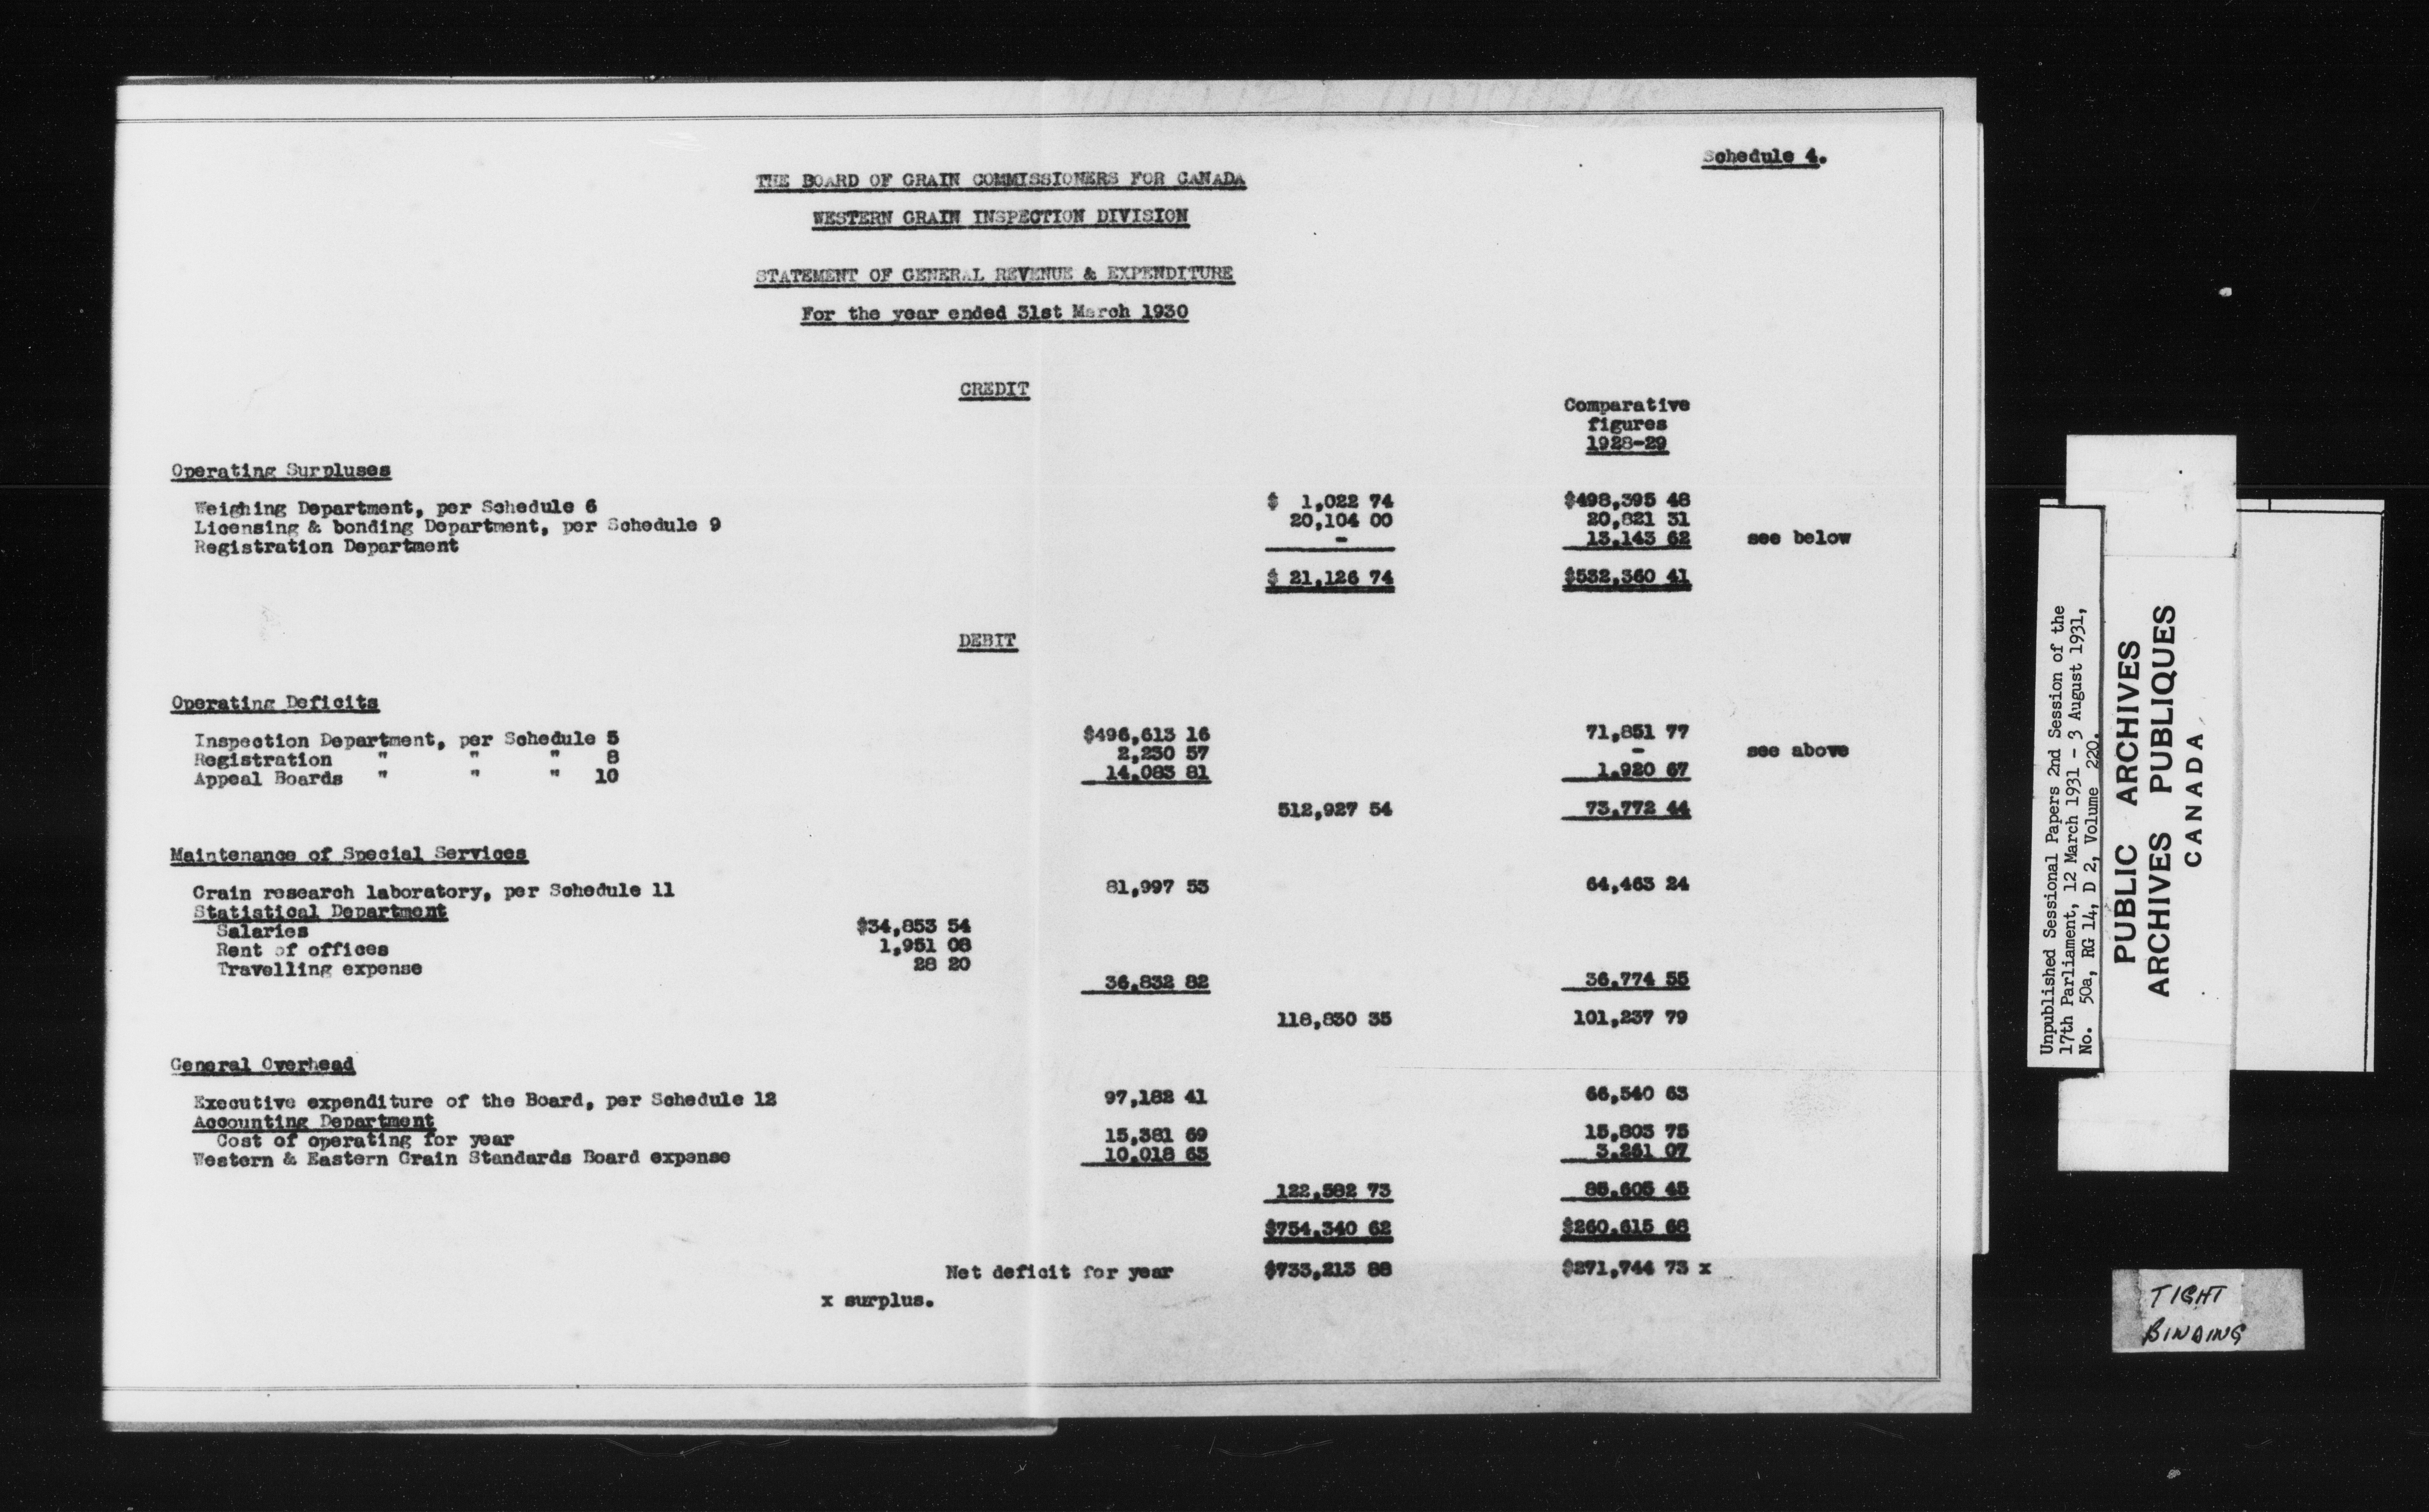 Schedule 4.
THE BOARD OF GRAIN COMMISSIONERS FOR CANADA
WESTERN GRAIN INSPECTION DIVISION
STATEMENT OF GENERAL REVENUE & EXPENDITURE
For the year ended 31st March 1930
CREDIT
Comparative
figures
1928-29
Operating Surpluses
Weighing Department, per Schedule 6 $ 1,022 74 $498,395 48
Licensing & bonding Department, per Schedule 9 20,104 00 20,821 31
Registration Department - 13,143 62 see below
$ 21,126 74 $532,360 41
DEBIT
Operating Deficits
Inspection Department, per Schedule 5 $496,613 16 71,851 77
Registration " " " 8 2,230 57 - see above
Appeal Boards " " " 10 14,083 81 1,920 67
512,927 54 73,772 44
Maintenance of Special Services
Grain research laboratory, per Schedule 11 81,997 53 64,463 24
Statistical Department
Salaries $34,853 54
Rent of offices 1,951 08
Travelling expense 28 20
36,832 82 36,774 55
118,830 35 101,237 79
General Overhead
Executive expenditure of the Board, per Schedule 12 97,182 41 66,540 63
Accounting Department
Cost of operating for year 15,381 69 15,803 75
Western & Eastern Grain Standards Board expense 10,018 63 3,261 07
122,582 73 85,605 45
$754,340 62 $260,615 68
Net deficit for year $733,213 88 $271,744 73 x
x surplus.
Unpublished Sessional Papers 2nd Session of the
17th Parliament, 12 March 1931 - 3 August 1931,
No. 50a, RG 14, D 2, Volume 220.
PUBLIC ARCHIVES
ARCHIVES PUBLIQUES
CANADA
TIGHT
BINDING